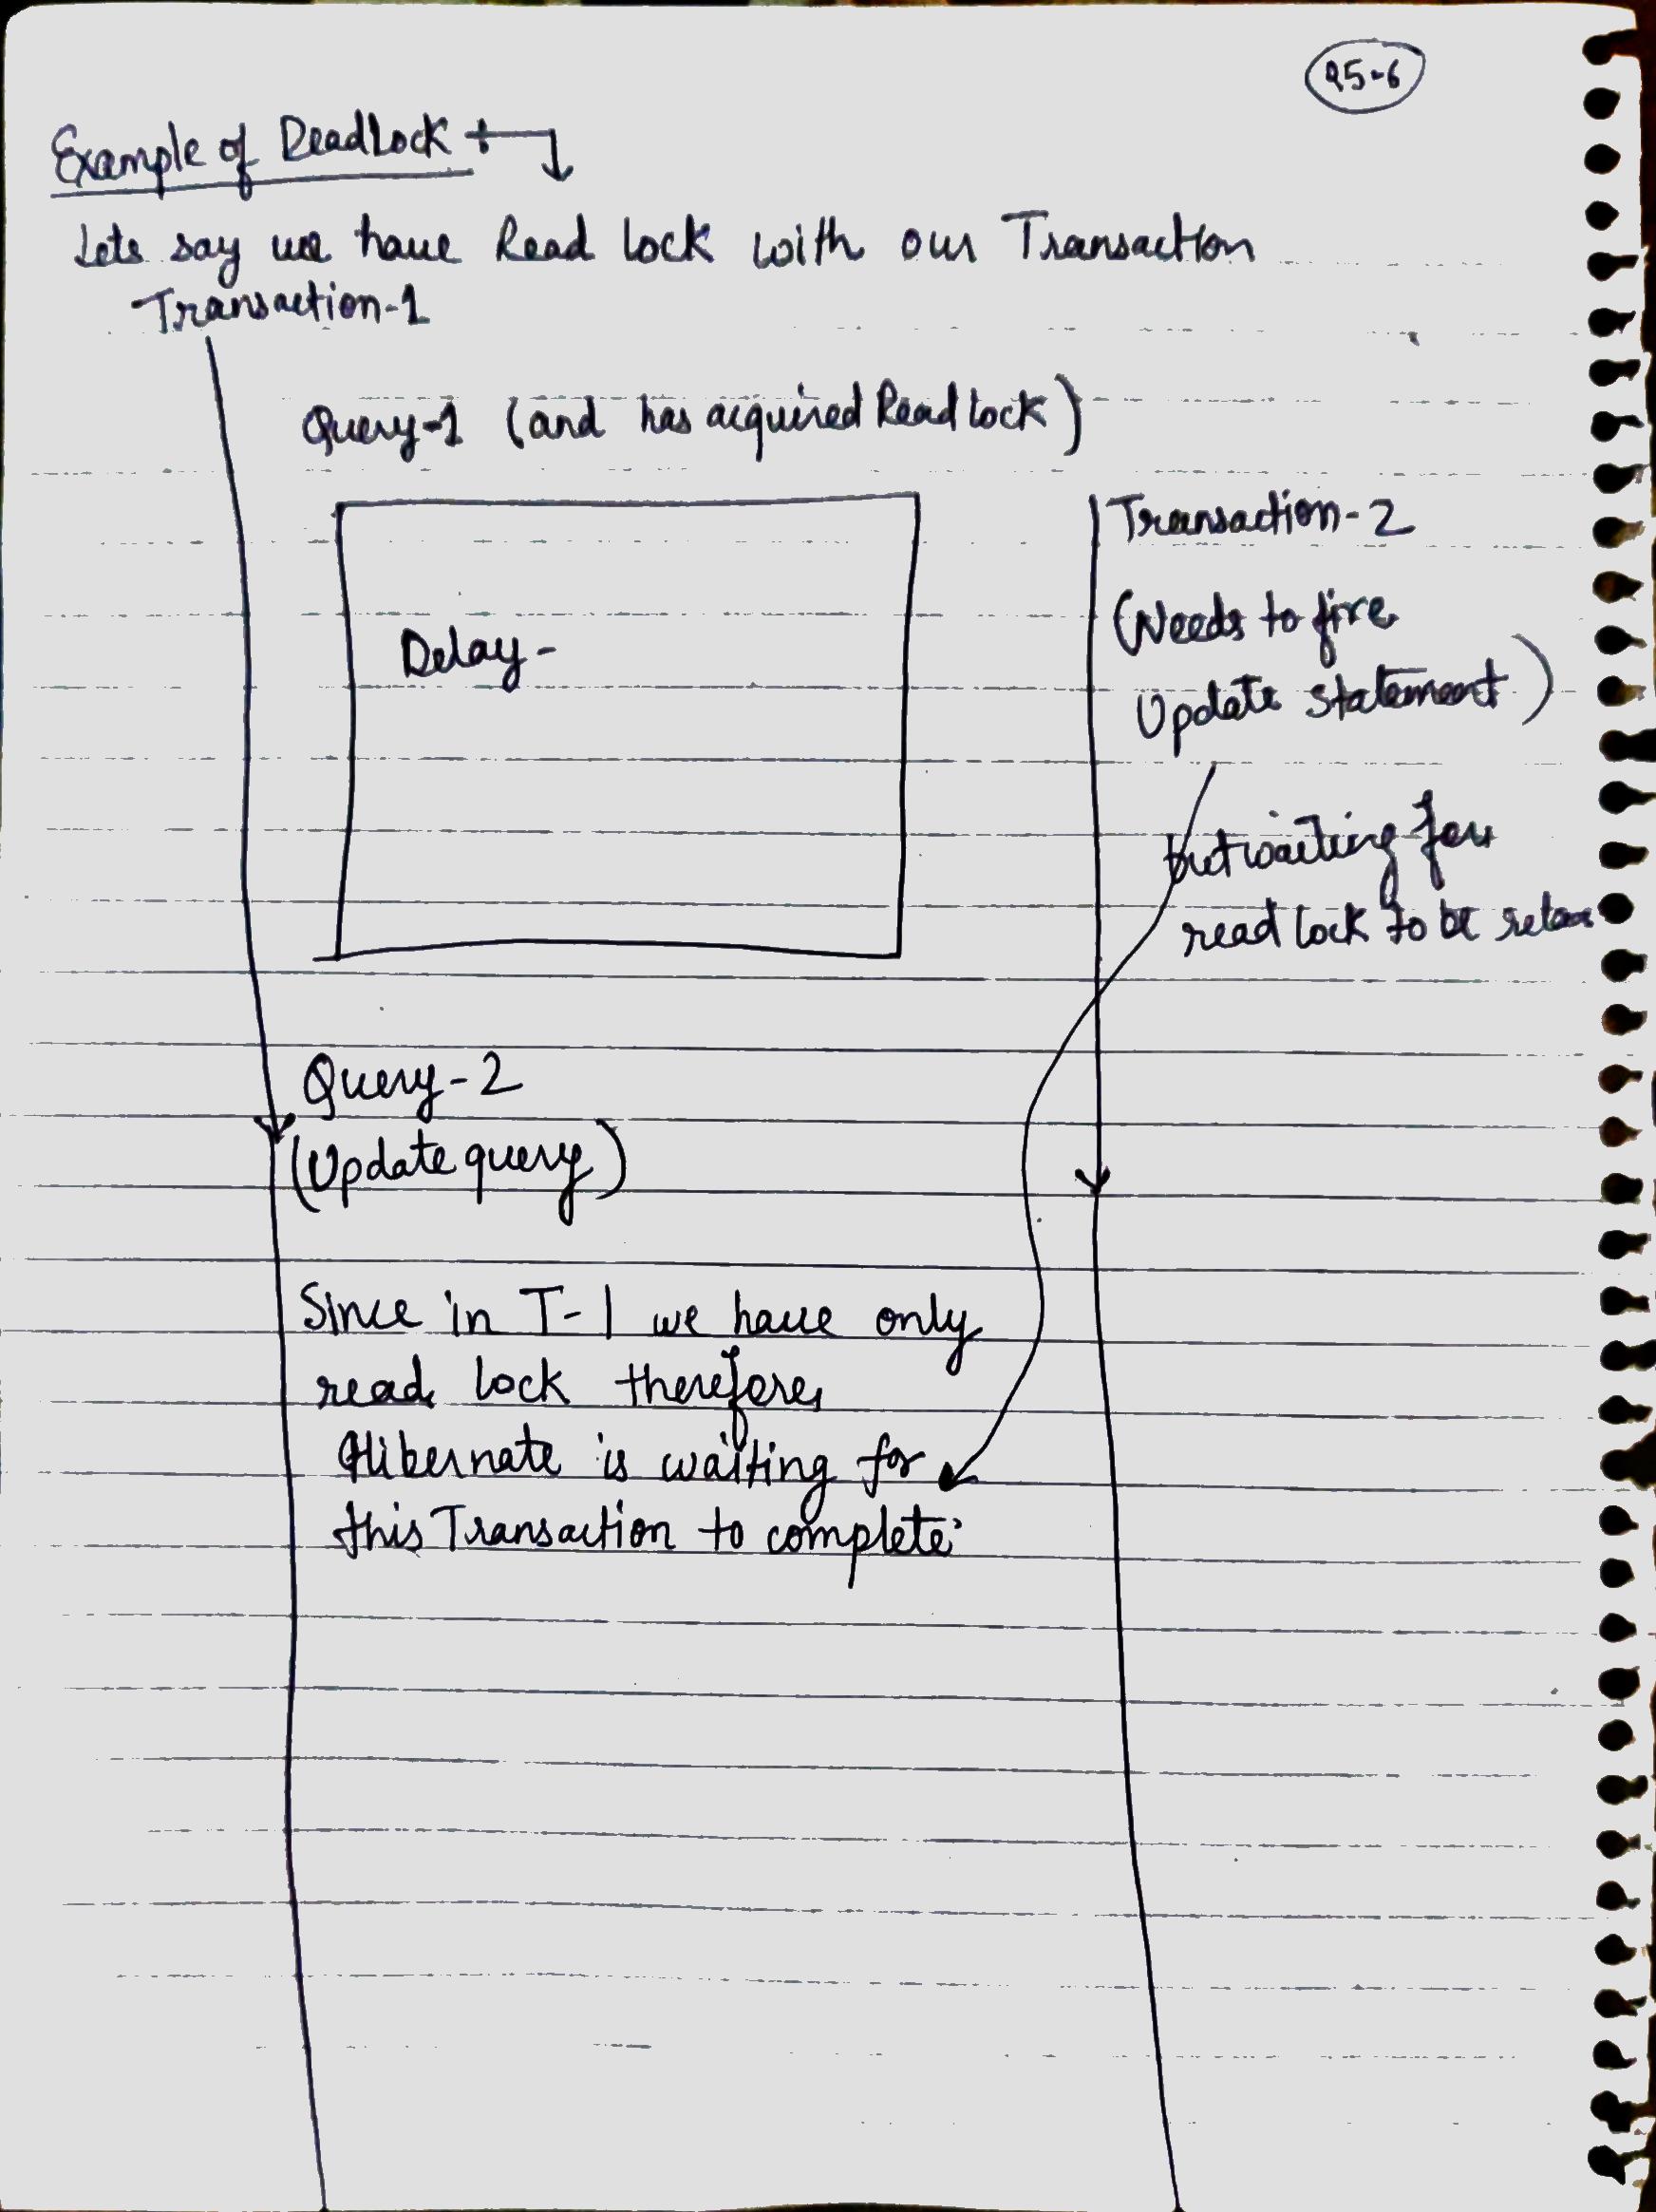 25-6
Example of DeadLock
Lets say we have Read lock with our Transaction
Transaction-1
Query-1 (and has acquired Read lock)
Transaction-2
(Needs to fire
Delay-
Update statement)
but waiting for
read lock to be
Query-2
(Update query)
Since in T-1 we have only
read lock therefore,
Hibernate is waiting for
this Transaction to complete.